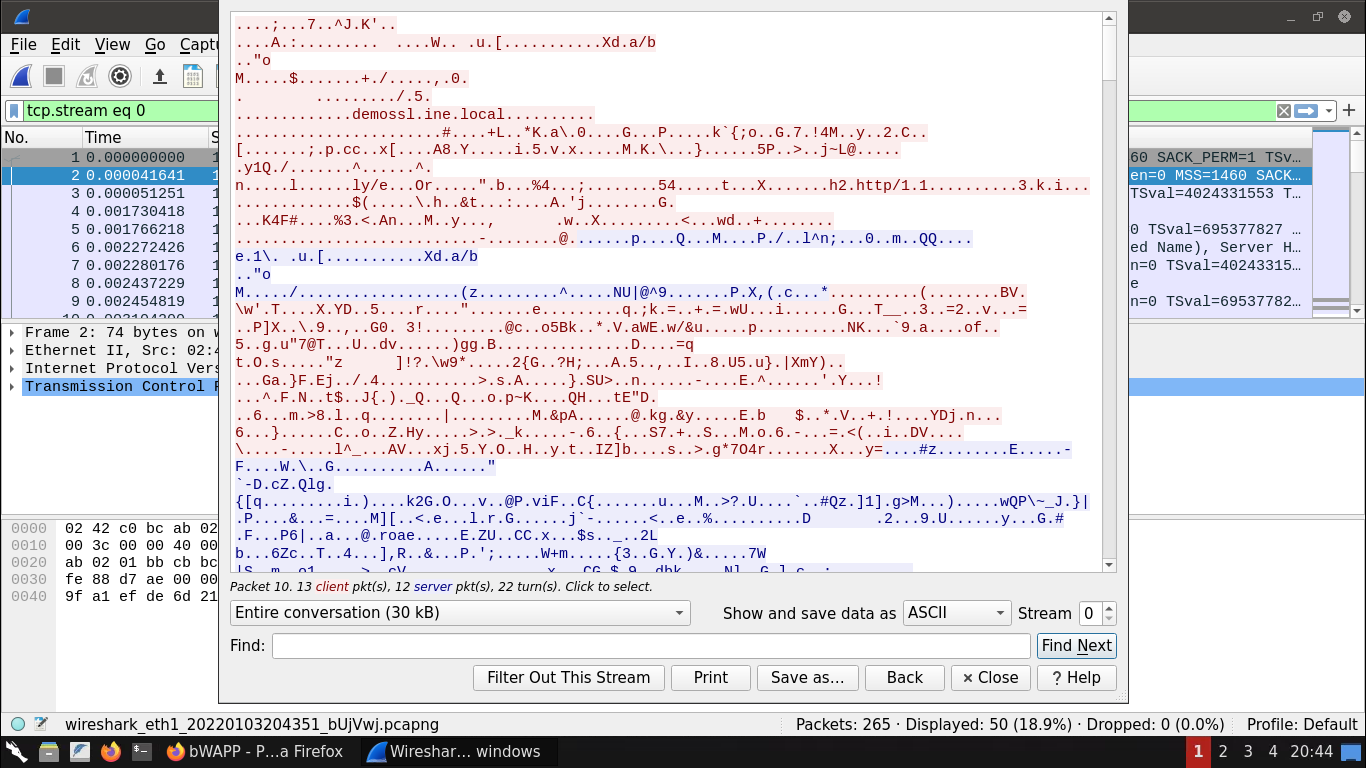 File Edit View Go Captu
tcp.stream eq 0
No. Time S
1 0.000000000 1
2 0.000041641 1
3 0.000051251 1
4 0.001730418 1
5 0.001766218 1
6 0.002272426 1
7 0.002280176 1
8 0.002437229 1
9 0.002454819 1
60 SACK_PERM=1 TSv…
en=0 MSS=1460 SACK…
TSval=4024331553 T…
0 TSval=695377827 …
ed Name), Server H…
n=0 TSval=40243315…
e
n=0 TSval=69537782…
Frame 2: 74 bytes on w
Ethernet II, Src: 02:4
Internet Protocol Vers
Transmission Control P
0000 02 42 c0 bc ab 02
0010 00 3c 00 00 40 00
0020 ab 02 01 bb cb bc
0030 fe 88 d7 ae 00 00
0040 9f a1 ef de 6d 21
....;...7..^J.K'..
....A.:......... ....W.. .u.[...........Xd.a/b
.."o
M.....$.......+./.....,.0.
. ........./.5.
.............demossl.ine.local..........
.......................#....+L..*K.a\.0....G...P.....k`{;o..G.7.!4M..y..2.C..
[.......;.p.cc..x[....A8.Y.....i.5.v.x.....M.K.\...}......5P..>..j~L@.....
.y1Q./.......^......^.
n.....l......ly/e...Or.....".b...%4...;.......54.....t...X.......h2.http/1.1..........3.k.i...
.............$(.....\.h..&t...:....A.'j........G.
...K4F#....%3.<.An...M..y..., .w..X.........<...wd..+........
...........................-........@.......p....Q...M....P./..l^n;...0..m..QQ....
e.1\. .u.[...........Xd.a/b
.."o
M...../..................(z.........^.....NU|@^9.......P.X,(.c...*..........(........BV.
\w'.T....X.YD..5....r....".......e.........q.;k.=..+.=.wU...i......G...T__..3..=2..v...=
..P]X..\.9..,..G0. 3!.........@c..o5Bk..*.V.aWE.w/&u.....p..........NK...`9.a....of..
5..g.u"7@T...U..dv......)gg.B...............D....=q
t.O.s....."z ]!?.\w9*.....2{G..?H;...A.5..,..I..8.U5.u}.|XmY)..
...Ga.}F.Ej../.4...........>.s.A.....}.SU>..n......-....E.^......'.Y...!
...^.F.N..t$..J{.)._Q...Q...o.p~K....QH...tE"D.
..6...m.>8.l..q........|.........M.&pA......@.kg.&y.....E.b $..*.V..+.!....YDj.n...
6...}......C..o..Z.Hy.....>.>._k.....-.6..{...S7.+..S...M.o.6.-...=.<(..i..DV....
\....-.....l^_...AV...xj.5.Y.O..H..y.t..IZ]b....s..>.g*7O4r.......X...y=....#z........E.....-
F....W.\..G..........A......"
`-D.cZ.Qlg.
{[q.........i.)....k2G.O...v..@P.viF..C{.......u...M..>?.U....`..#Qz.]1].g>M...).....wQP\~_J.}|
.P....&...=....M][..<.e...l.r.G......j`-......<..e..%..........D .2...9.U......y...G.#
.F...P6|..a...@.roae.....E.ZU..CC.x...$s.._..2L
b...6Zc..T..4...],R..&...P.';.....W+m.....{3..G.Y.)&.....7W
Packet 10. 13 client pkt(s), 12 server pkt(s), 22 turn(s). Click to select.
Entire conversation (30 kB) Show and save data as ASCII Stream 0
Find: Find Next
Filter Out This Stream Print Save as… Back Close Help
wireshark_eth1_20220103204351_bUjVwj.pcapng Packets: 265 · Displayed: 50 (18.9%) · Dropped: 0 (0.0%) Profile: Default
bWAPP - P…a Firefox Wireshar… windows 1 2 3 4 20:44